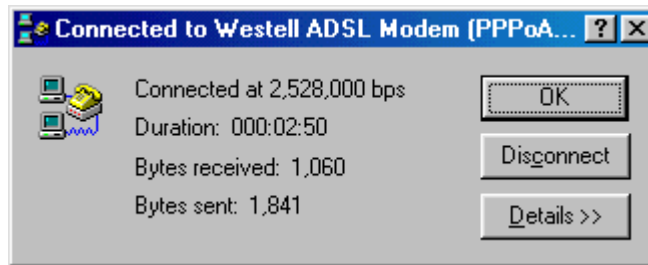 Connected to Westell ADSL Modem (PPPoA... ? X
Connected at 2,528,000 bps
Duration: 000:02:50
Bytes received: 1,060
Bytes sent: 1,841
OK
Disconnect
Details >>